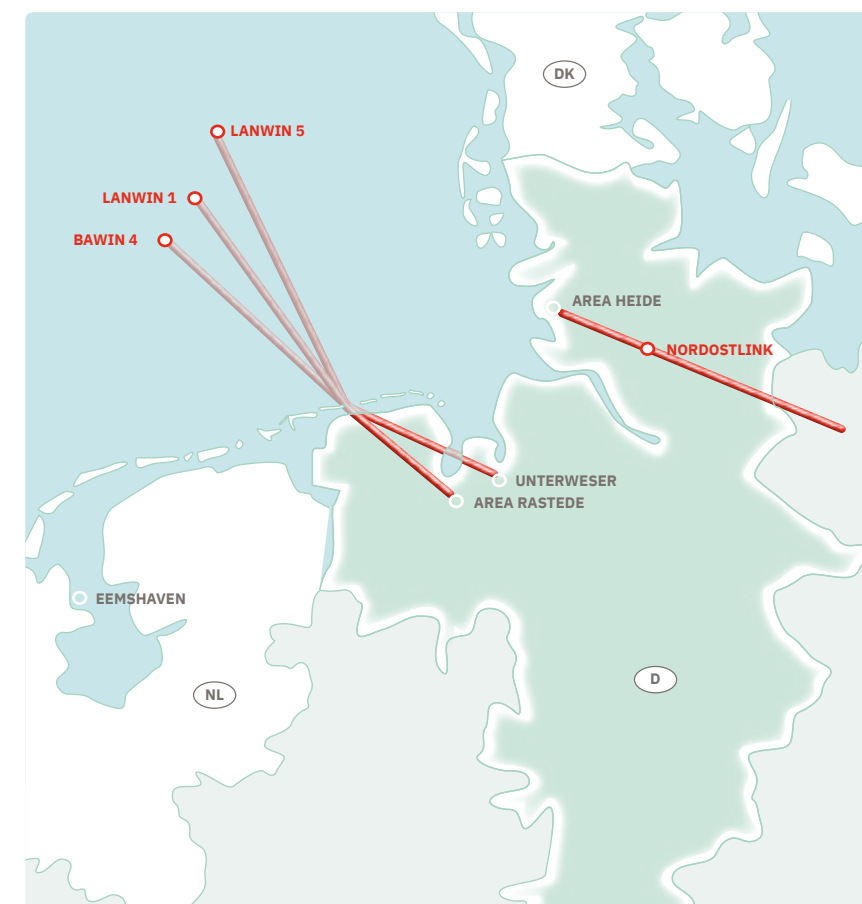 DK
LANWIN 5
LANWIN 1
BAWIN 4
AREA HEIDE
NORDOSTLINK
UNTERWESER
AREA RASTEDE
EEMSHAVEN
D
NL